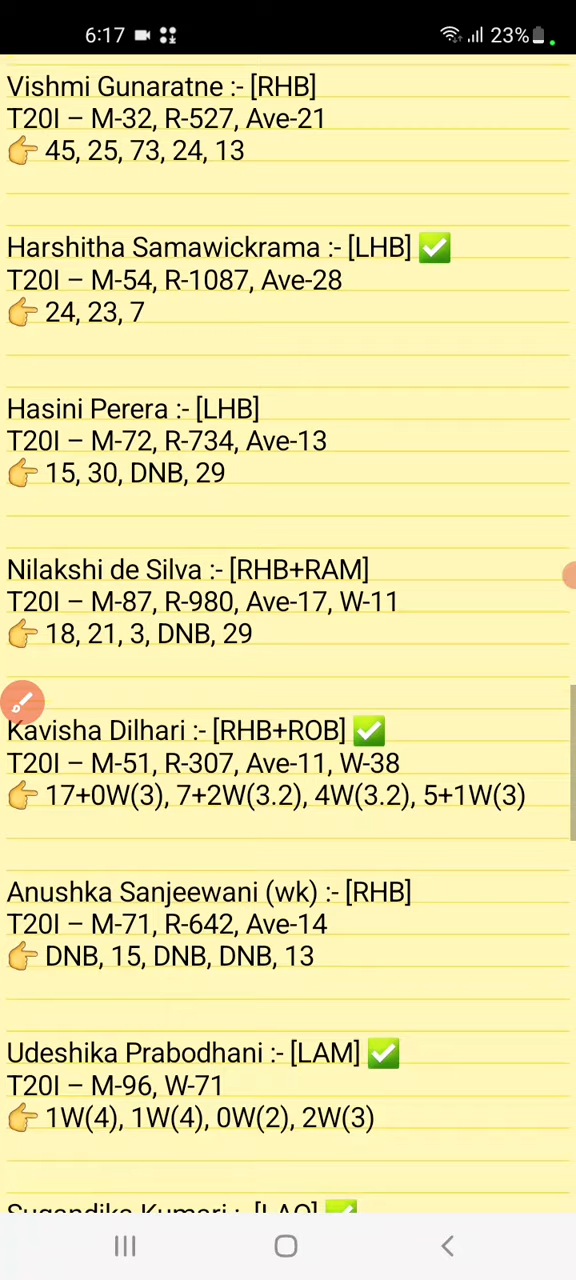 6:17
23%
Vishmi Gunaratne :- [RHB]
T20I – M-32, R-527, Ave-21
👉 45, 25, 73, 24, 13
Harshitha Samawickrama :- [LHB] ✅
T20I – M-54, R-1087, Ave-28
👉 24, 23, 7
Hasini Perera :- [LHB]
T20I – M-72, R-734, Ave-13
👉 15, 30, DNB, 29
Nilakshi de Silva :- [RHB+RAM]
T20I – M-87, R-980, Ave-17, W-11
👉 18, 21, 3, DNB, 29
Kavisha Dilhari :- [RHB+ROB] ✅
T20I – M-51, R-307, Ave-11, W-38
👉 17+0W(3), 7+2W(3.2), 4W(3.2), 5+1W(3)
Anushka Sanjeewani (wk) :- [RHB]
T20I – M-71, R-642, Ave-14
👉 DNB, 15, DNB, DNB, 13
Udeshika Prabodhani :- [LAM] ✅
T20I – M-96, W-71
👉 1W(4), 1W(4), 0W(2), 2W(3)
Sugandika Kumari :- [LAO] ✅